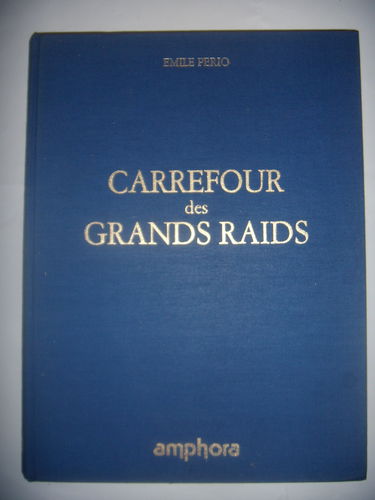 EMILE PERIO
CARREFOUR
des
GRANDS RAIDS
amphora